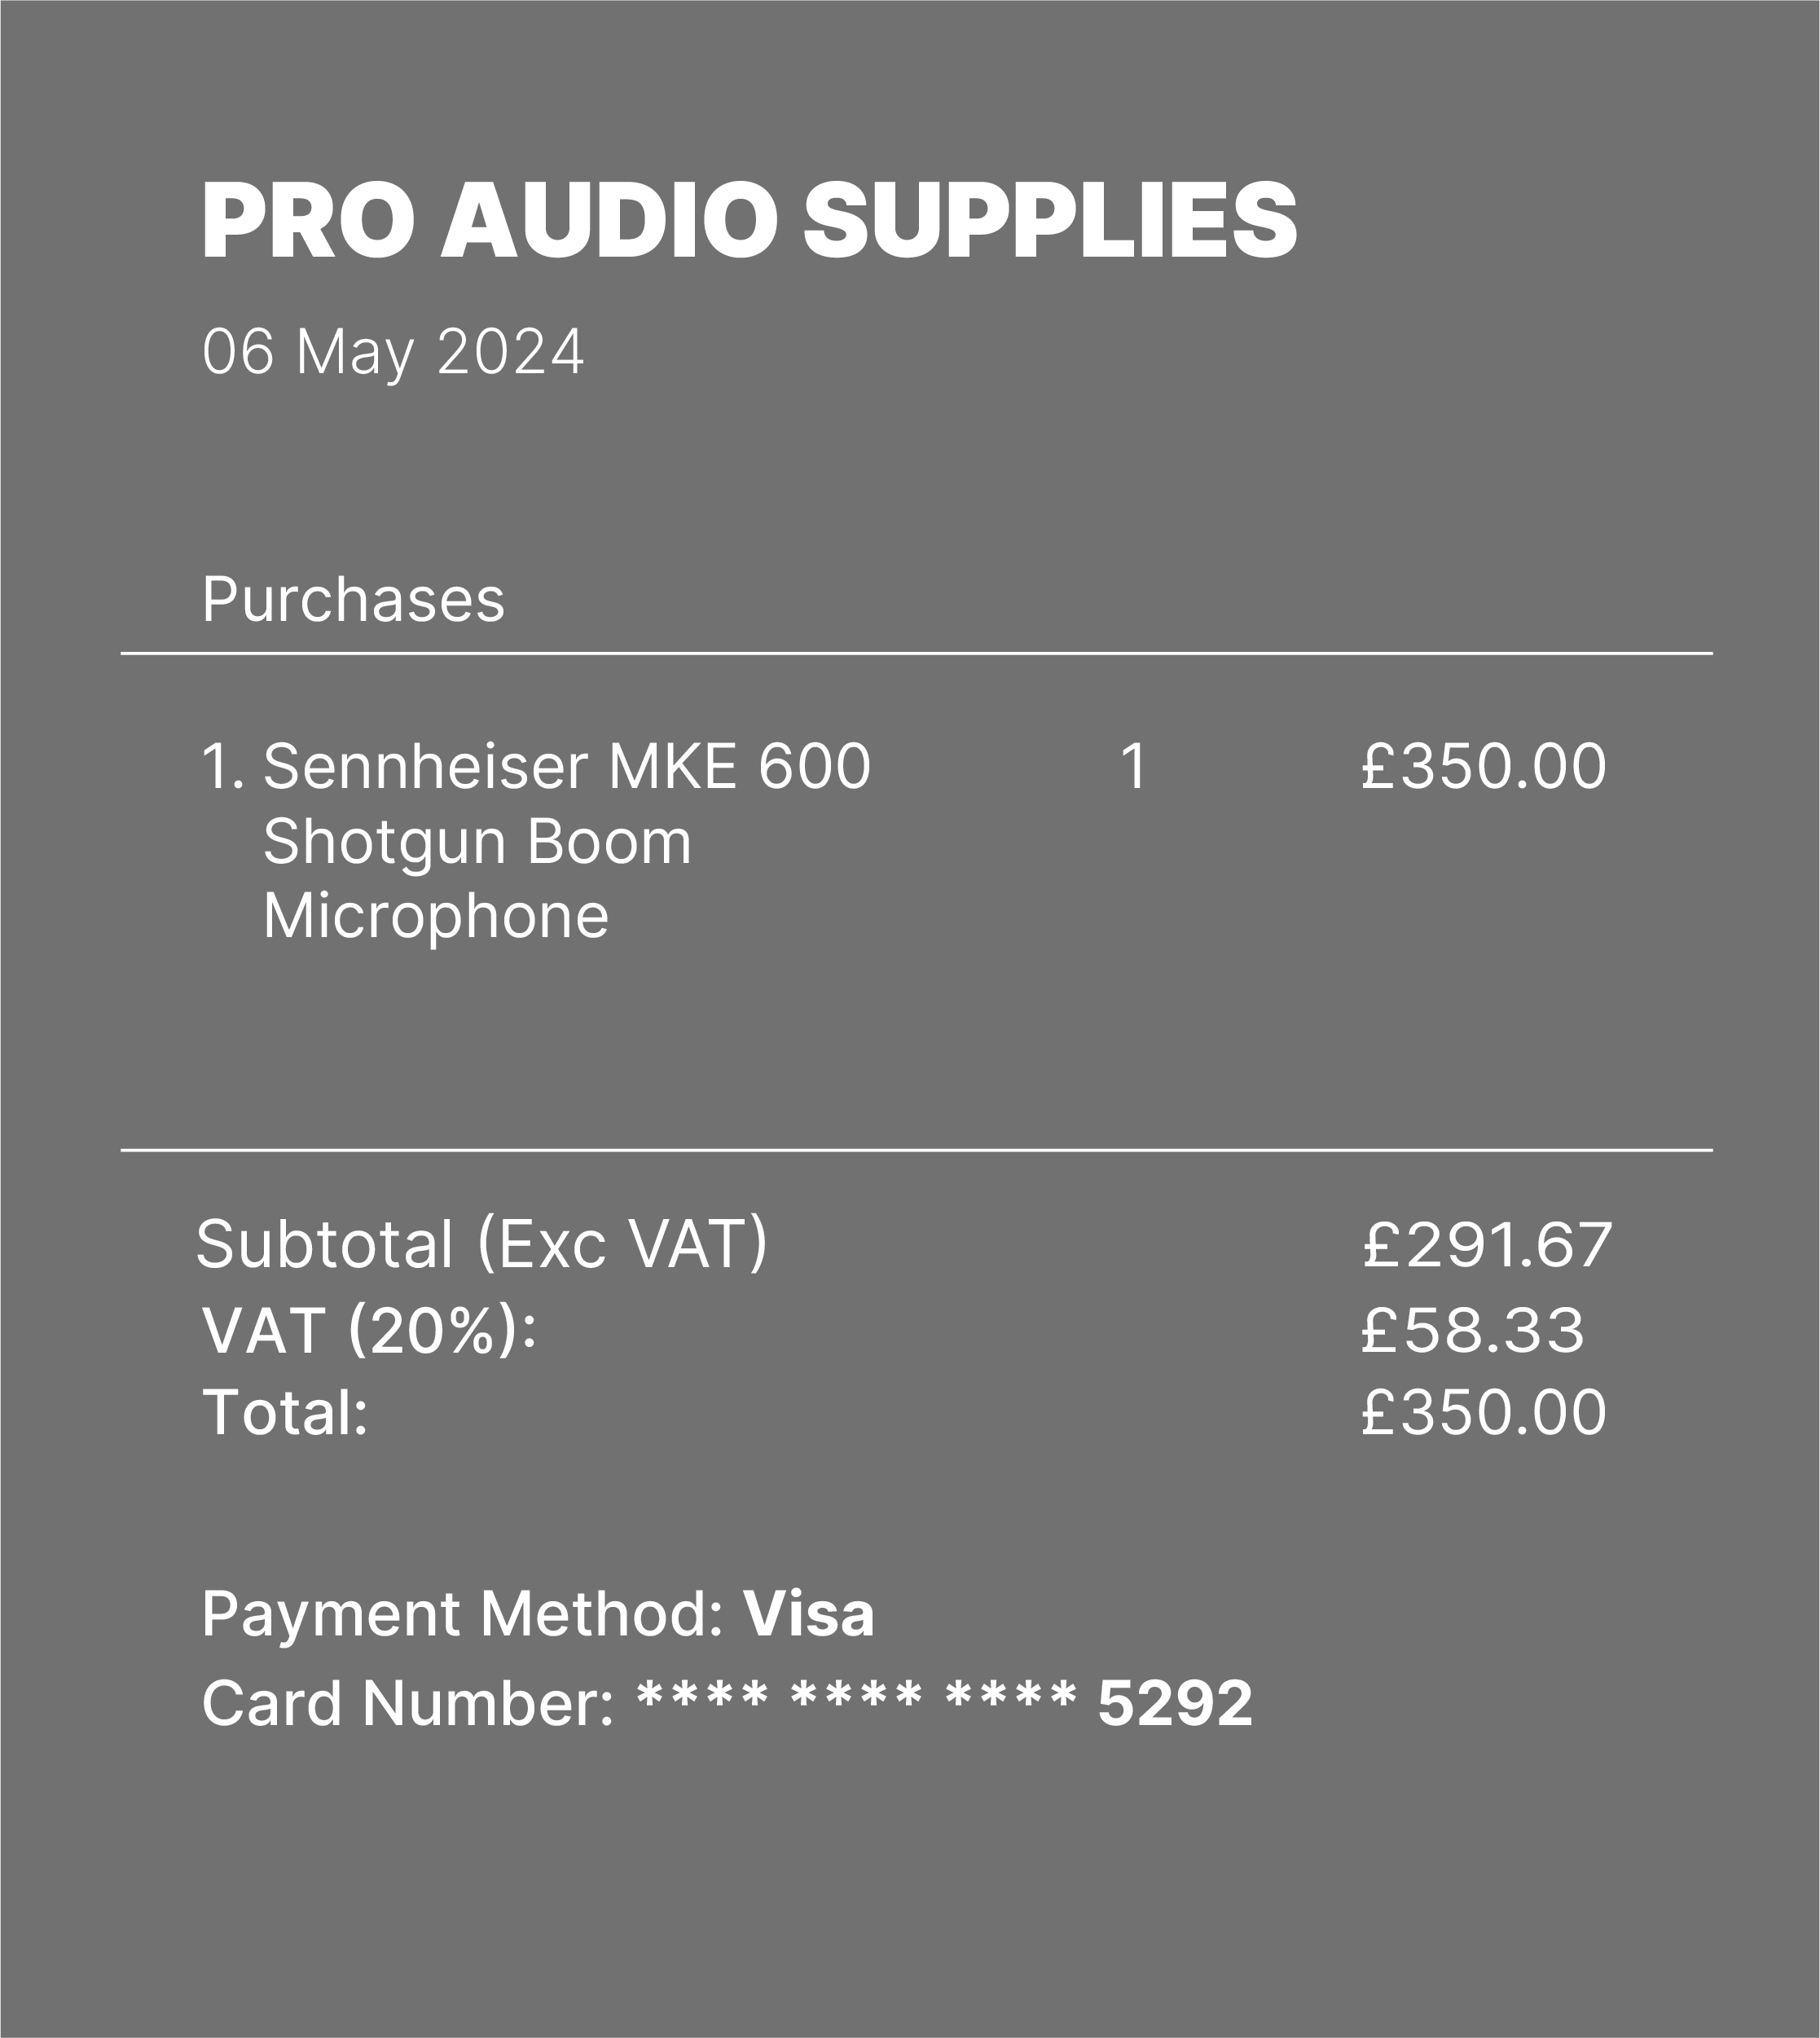 PRO AUDIO SUPPLIES
06 May 2024
Purchases
1. Sennheiser MKE 600 1 £350.00
Shotgun Boom
Microphone
Subtotal (Exc VAT) £291.67
VAT (20%): £58.33
Total: £350.00
Payment Method: Visa
Card Number: **** **** **** 5292